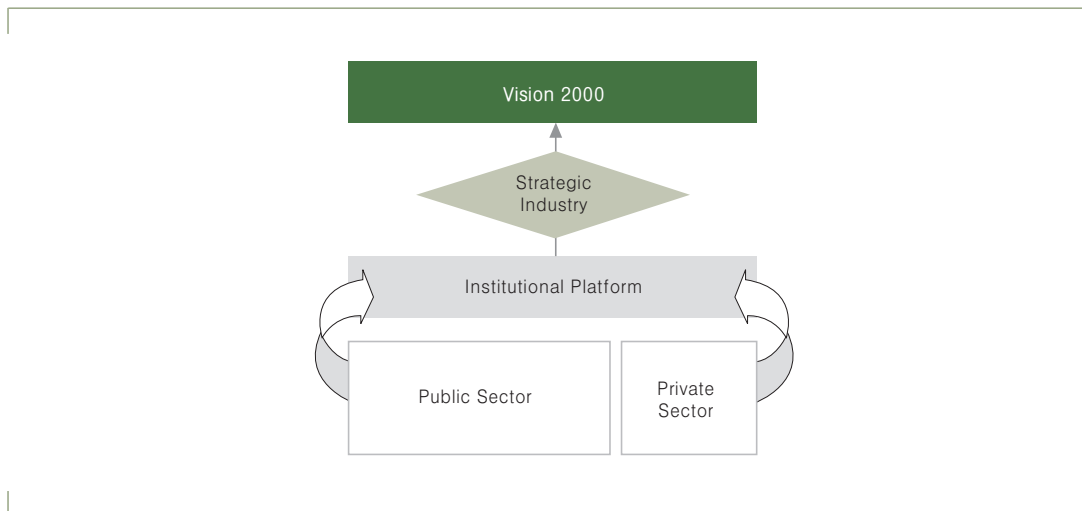 Vision 2000
Strategic
Industry
Institutional Platform
Public Sector
Private
Sector